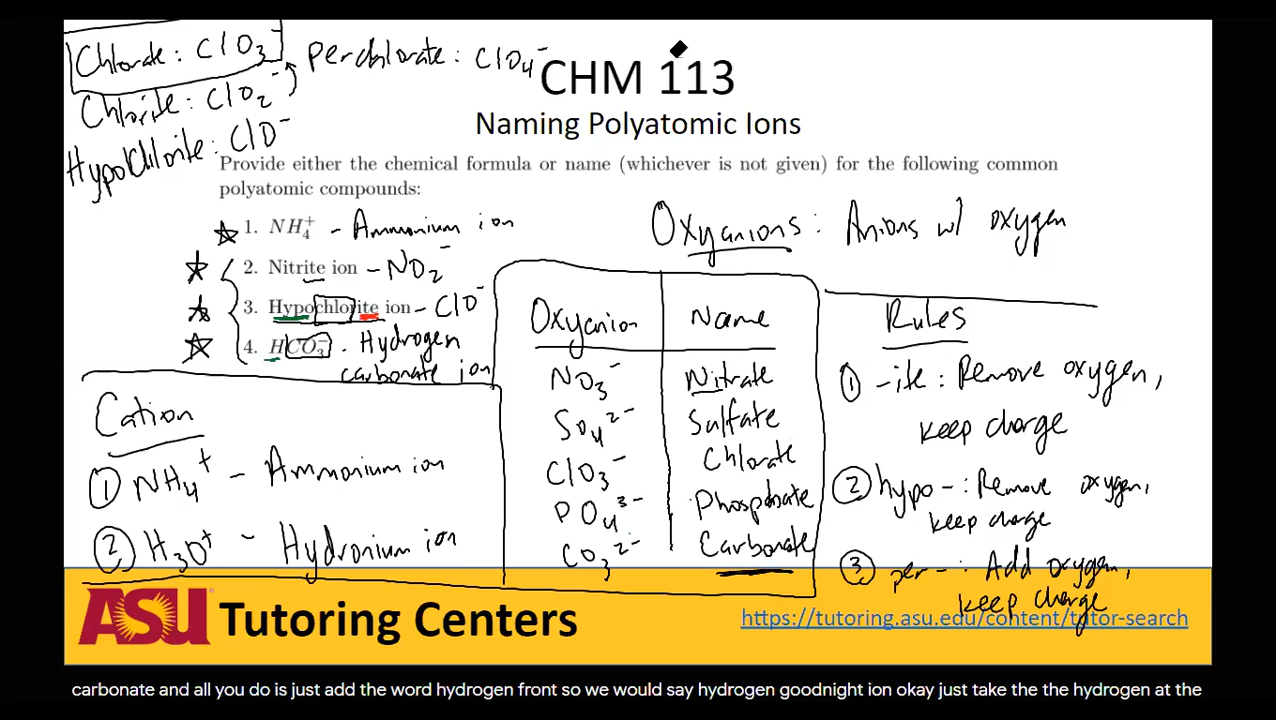 Chlorate: ClO3⁻
perchlorate: ClO4⁻
Chlorite: ClO2⁻
Hypochlorite: ClO⁻
CHM 113
Naming Polyatomic Ions
Provide either the chemical formula or name (whichever is not given) for the following common
polyatomic compounds:
1. NH4+ - Ammonium ion
2. Nitrite ion - NO2⁻
3. Hypochlorite ion - ClO⁻
4. HCO3⁻ . Hydrogen
carbonate ion
Oxyanions: Anions w/ oxygen
Cation
① NH4+ - Ammonium ion
② H3O+ - Hydronium ion
Oxyanion Name
NO3⁻ Nitrate
SO4²⁻ Sulfate
ClO3⁻ Chlorate
PO4³⁻ Phosphate
CO3²⁻ Carbonate
Rules
① -ite: Remove oxygen,
keep charge
② hypo-: Remove oxygen,
keep charge
③ per-: Add oxygen,
keep charge
ASU Tutoring Centers
https://tutoring.asu.edu/content/tutor-search
carbonate and all you do is just add the word hydrogen front so we would say hydrogen goodnight ion okay just take the the hydrogen at the